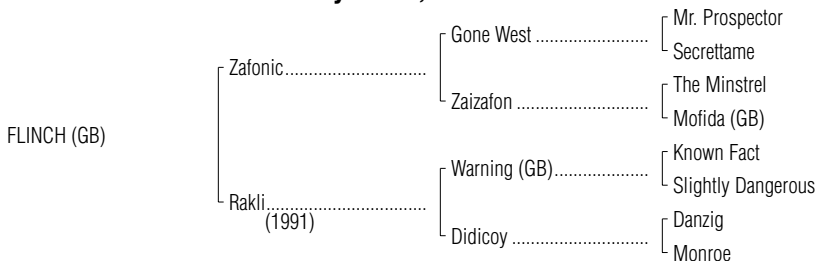 Gone West ........................
Mr. Prospector
Secrettame
Zafonic..............................
Zaizafon ............................
The Minstrel
Mofida (GB)
FLINCH (GB)
Warning (GB)....................
Known Fact
Slightly Dangerous
Rakli..................................
(1991)
Didicoy .............................
Danzig
Monroe